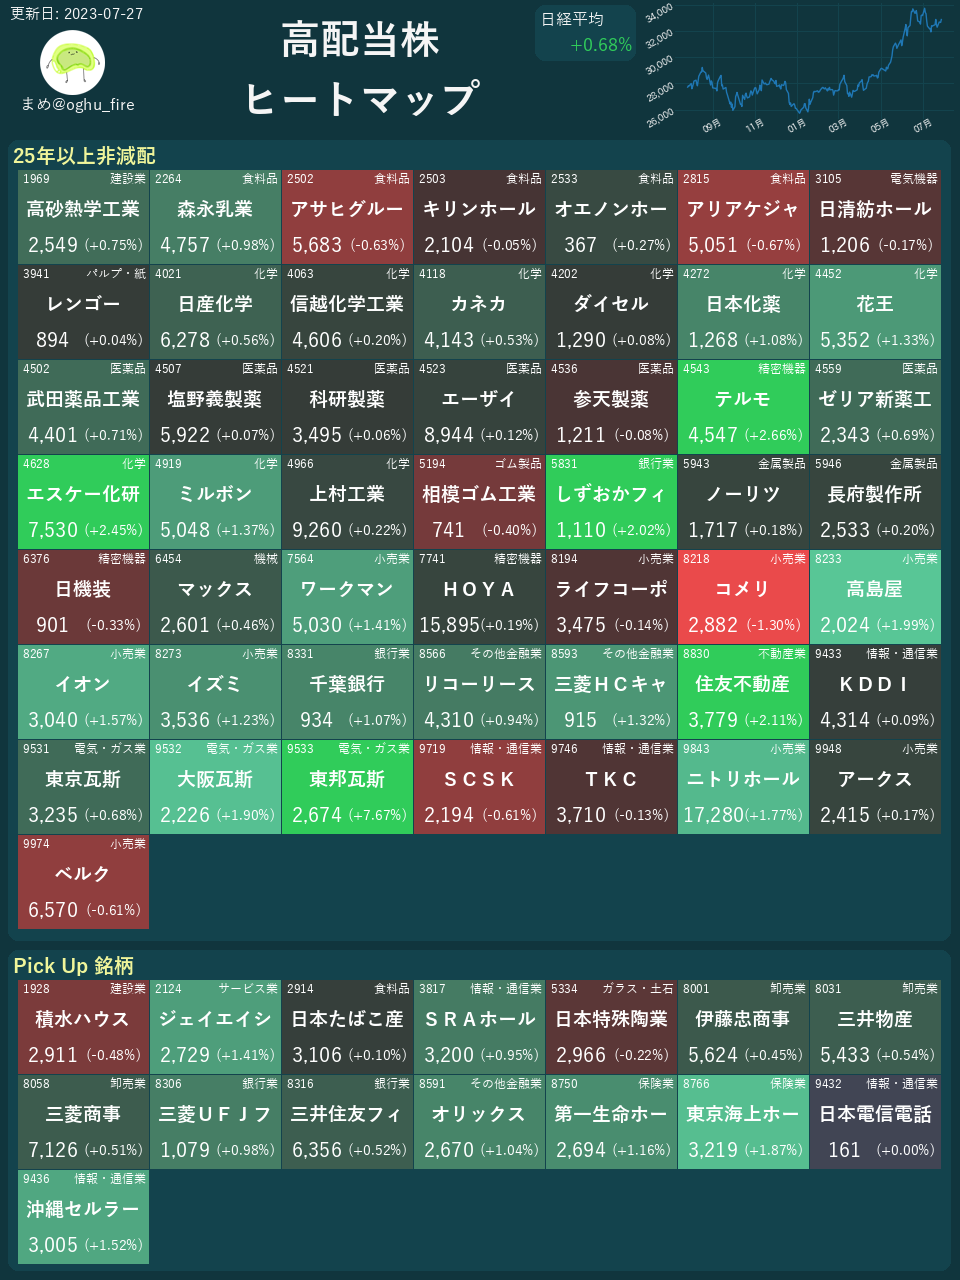 更新日: 2023-07-27
まめ@oghu_fire
高配当株
ヒートマップ
日経平均
+0.68%
34,000
32,000
30,000
28,000
26,000
09月 11月 01月 03月 05月 07月
25年以上非減配
1969 建設業 2264 食料品 2502 食料品 2503 食料品 2533 食料品 2815 食料品 3105 電気機器
高砂熱学工業 森永乳業 アサヒグルー キリンホール オエノンホー アリアケジャ 日清紡ホール
2,549 (+0.75%) 4,757 (+0.98%) 5,683 (-0.63%) 2,104 (-0.05%) 367 (+0.27%) 5,051 (-0.67%) 1,206 (-0.17%)
3941 パルプ・紙 4021 化学 4063 化学 4118 化学 4202 化学 4272 化学 4452 化学
レンゴー 日産化学 信越化学工業 カネカ ダイセル 日本化薬 花王
894 (+0.04%) 6,278 (+0.56%) 4,606 (+0.20%) 4,143 (+0.53%) 1,290 (+0.08%) 1,268 (+1.08%) 5,352 (+1.33%)
4502 医薬品 4507 医薬品 4521 医薬品 4523 医薬品 4536 医薬品 4543 精密機器 4559 医薬品
武田薬品工業 塩野義製薬 科研製薬 エーザイ 参天製薬 テルモ ゼリア新薬工
4,401 (+0.71%) 5,922 (+0.07%) 3,495 (+0.06%) 8,944 (+0.12%) 1,211 (-0.08%) 4,547 (+2.66%) 2,343 (+0.69%)
4628 化学 4919 化学 4966 化学 5194 ゴム製品 5831 銀行業 5943 金属製品 5946 金属製品
エスケー化研 ミルボン 上村工業 相模ゴム工業 しずおかフィ ノーリツ 長府製作所
7,530 (+2.45%) 5,048 (+1.37%) 9,260 (+0.22%) 741 (-0.40%) 1,110 (+2.02%) 1,717 (+0.18%) 2,533 (+0.20%)
6376 精密機器 6454 機械 7564 小売業 7741 精密機器 8194 小売業 8218 小売業 8233 小売業
日機装 マックス ワークマン ＨＯＹＡ ライフコーポ コメリ 高島屋
901 (-0.33%) 2,601 (+0.46%) 5,030 (+1.41%) 15,895(+0.19%) 3,475 (-0.14%) 2,882 (-1.30%) 2,024 (+1.99%)
8267 小売業 8273 小売業 8331 銀行業 8566 その他金融業 8593 その他金融業 8830 不動産業 9433 情報・通信業
イオン イズミ 千葉銀行 リコーリース 三菱ＨＣキャ 住友不動産 ＫＤＤＩ
3,040 (+1.57%) 3,536 (+1.23%) 934 (+1.07%) 4,310 (+0.94%) 915 (+1.32%) 3,779 (+2.11%) 4,314 (+0.09%)
9531 電気・ガス業 9532 電気・ガス業 9533 電気・ガス業 9719 情報・通信業 9746 情報・通信業 9843 小売業 9948 小売業
東京瓦斯 大阪瓦斯 東邦瓦斯 ＳＣＳＫ ＴＫＣ ニトリホール アークス
3,235 (+0.68%) 2,226 (+1.90%) 2,674 (+7.67%) 2,194 (-0.61%) 3,710 (-0.13%) 17,280(+1.77%) 2,415 (+0.17%)
9974 小売業
ベルク
6,570 (-0.61%)
Pick Up 銘柄
1928 建設業 2124 サービス業 2914 食料品 3817 情報・通信業 5334 ガラス・土石 8001 卸売業 8031 卸売業
積水ハウス ジェイエイシ 日本たばこ産 ＳＲＡホール 日本特殊陶業 伊藤忠商事 三井物産
2,911 (-0.48%) 2,729 (+1.41%) 3,106 (+0.10%) 3,200 (+0.95%) 2,966 (-0.22%) 5,624 (+0.45%) 5,433 (+0.54%)
8058 卸売業 8306 銀行業 8316 銀行業 8591 その他金融業 8750 保険業 8766 保険業 9432 情報・通信業
三菱商事 三菱ＵＦＪフ 三井住友フィ オリックス 第一生命ホー 東京海上ホー 日本電信電話
7,126 (+0.51%) 1,079 (+0.98%) 6,356 (+0.52%) 2,670 (+1.04%) 2,694 (+1.16%) 3,219 (+1.87%) 161 (+0.00%)
9436 情報・通信業
沖縄セルラー
3,005 (+1.52%)